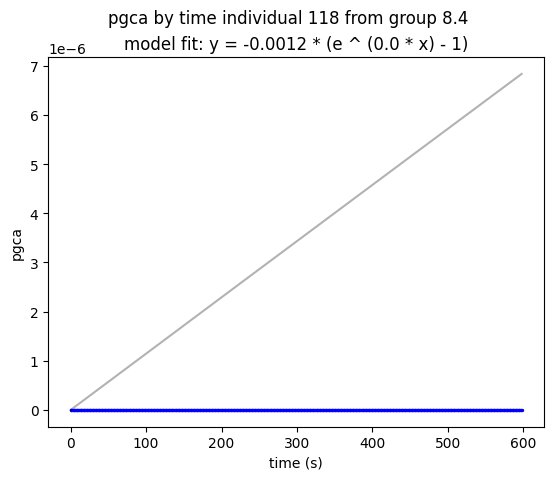 pgca by time individual 118 from group 8.4
model fit: y = -0.0012 * (e ^ (0.0 * x) - 1)
1e−6
7
6
5
4
3
2
1
0
pgca
0 100 200 300 400 500 600
time (s)